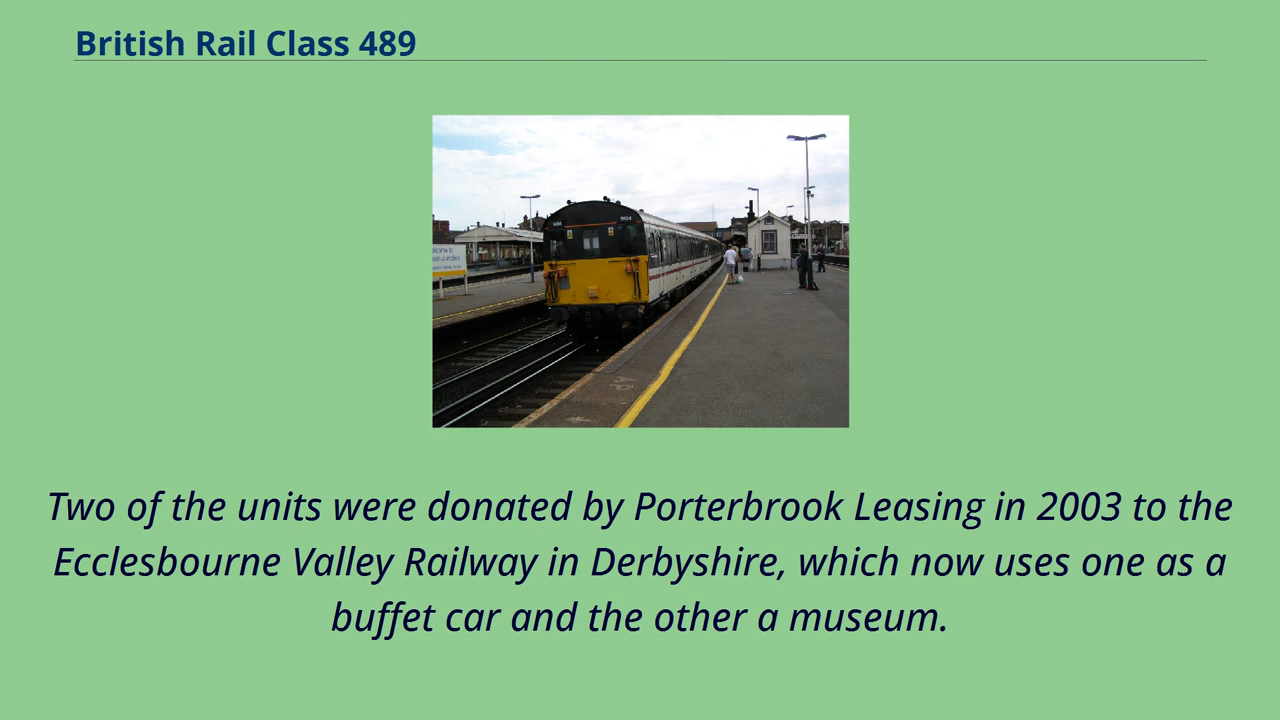 British Rail Class 489
Two of the units were donated by Porterbrook Leasing in 2003 to the
Ecclesbourne Valley Railway in Derbyshire, which now uses one as a
buffet car and the other a museum.